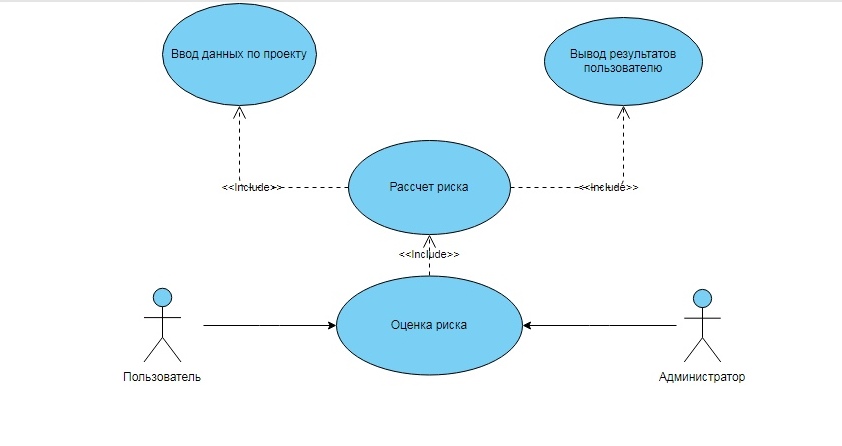 Ввод данных по проекту
Вывод результатов
пользователю
<<Include>>
Рассчет риска
<<Include>>
<<Include>>
Оценка риска
Пользователь
Администратор